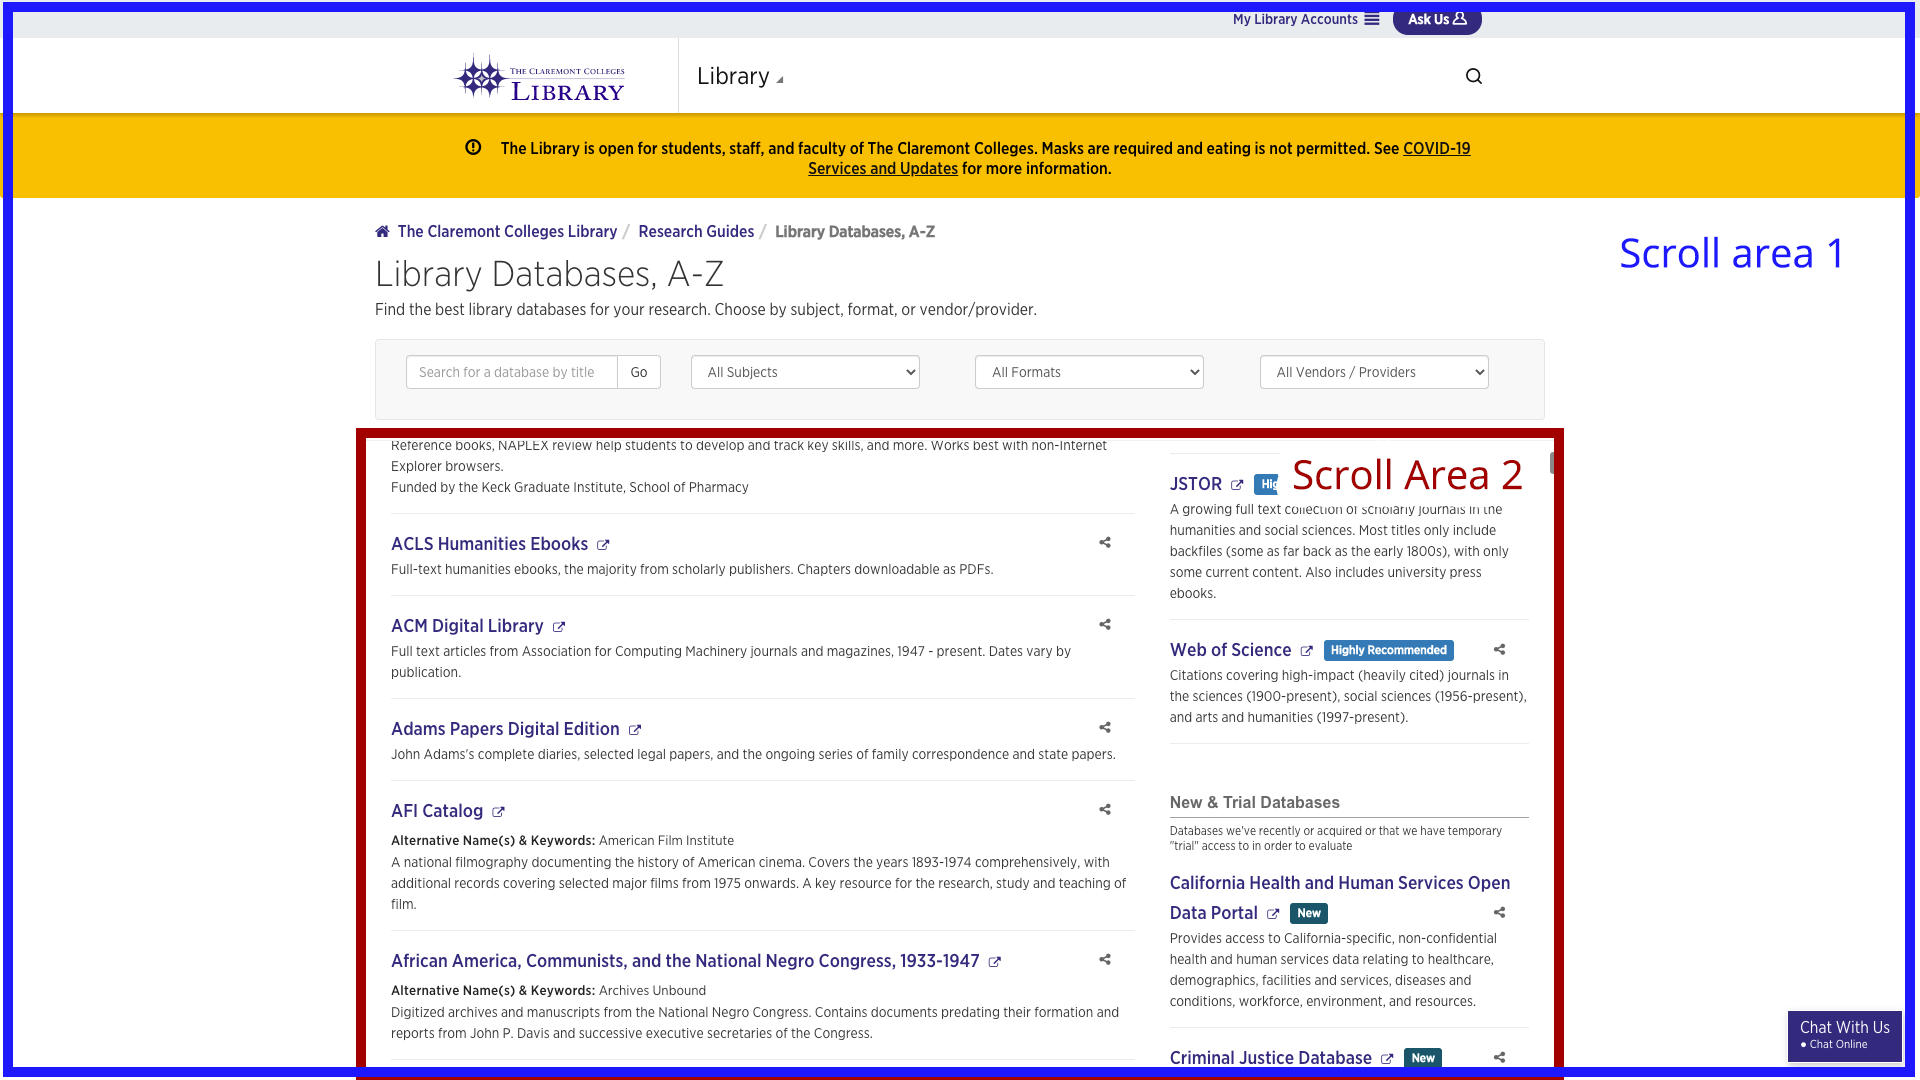 My Library Accounts
Ask Us
THE CLAREMONT COLLEGES
LIBRARY
Library
The Library is open for students, staff, and faculty of The Claremont Colleges. Masks are required and eating is not permitted. See COVID-19
Services and Updates for more information.
The Claremont Colleges Library / Research Guides / Library Databases, A-Z
Scroll area 1
Library Databases, A-Z
Find the best library databases for your research. Choose by subject, format, or vendor/provider.
Search for a database by title Go All Subjects All Formats All Vendors / Providers
Reference books, NAPLEX review help students to develop and track key skills, and more. Works best with non-Internet
Explorer browsers.
Funded by the Keck Graduate Institute, School of Pharmacy
ACLS Humanities Ebooks
Full-text humanities ebooks, the majority from scholarly publishers. Chapters downloadable as PDFs.
ACM Digital Library
Full text articles from Association for Computing Machinery journals and magazines, 1947 - present. Dates vary by
publication.
Adams Papers Digital Edition
John Adams's complete diaries, selected legal papers, and the ongoing series of family correspondence and state papers.
AFI Catalog
Alternative Name(s) & Keywords: American Film Institute
A national filmography documenting the history of American cinema. Covers the years 1893-1974 comprehensively, with
additional records covering selected major films from 1975 onwards. A key resource for the research, study and teaching of
film.
African America, Communists, and the National Negro Congress, 1933-1947
Alternative Name(s) & Keywords: Archives Unbound
Digitized archives and manuscripts from the National Negro Congress. Contains documents predating their formation and
reports from John P. Davis and successive executive secretaries of the Congress.
Scroll Area 2
JSTOR
A growing full text collection of scholarly journals in the
humanities and social sciences. Most titles only include
backfiles (some as far back as the early 1800s), with only
some current content. Also includes university press
ebooks.
Web of Science Highly Recommended
Citations covering high-impact (heavily cited) journals in
the sciences (1900-present), social sciences (1956-present),
and arts and humanities (1997-present).
New & Trial Databases
Databases we've recently or acquired or that we have temporary
"trial" access to in order to evaluate
California Health and Human Services Open
Data Portal New
Provides access to California-specific, non-confidential
health and human services data relating to healthcare,
demographics, facilities and services, diseases and
conditions, workforce, environment, and resources.
Criminal Justice Database New
Chat With Us
● Chat Online